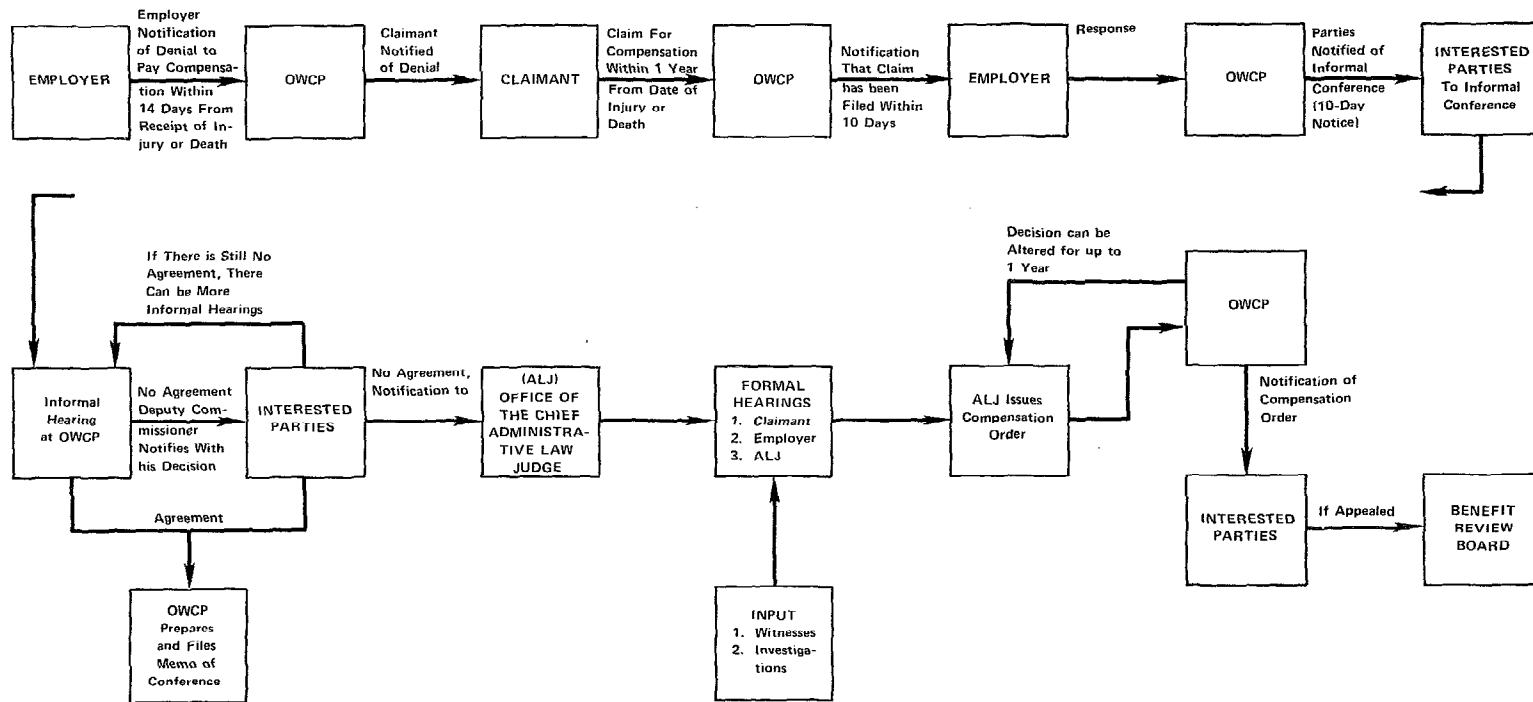 EMPLOYER
Employer
Notification
of Denial to
Pay Compensa-
tion Within
14 Days From
Receipt of In-
jury or Death
OWCP
Claimant
Notified
of Denial
CLAIMANT
Claim For
Compensation
Within 1 Year
From Date of
Injury or
Death
OWCP
Notification
That Claim
has been
Filed Within
10 Days
EMPLOYER
Response
OWCP
Parties
Notified of
Informal
Conference
(10-Day
Notice)
INTERESTED
PARTIES
To Informal
Conference
If There is Still No
Agreement, There
Can be More
Informal Hearings
Informal
Hearing
at OWCP
No Agreement
Deputy Com-
missioner
Notifies With
his Decision
INTERESTED
PARTIES
No Agreement,
Notification to
(ALJ)
OFFICE OF
THE CHIEF
ADMINISTRA-
TIVE LAW
JUDGE
FORMAL
HEARINGS
1. Claimant
2. Employer
3. ALJ
ALJ Issues
Compensation
Order
Decision can be
Altered for up to
1 Year
OWCP
Notification of
Compensation
Order
INTERESTED
PARTIES
If Appealed
BENEFIT
REVIEW
BOARD
Agreement
OWCP
Prepares
and Files
Memo of
Conference
INPUT
1. Witnesses
2. Investiga-
tions